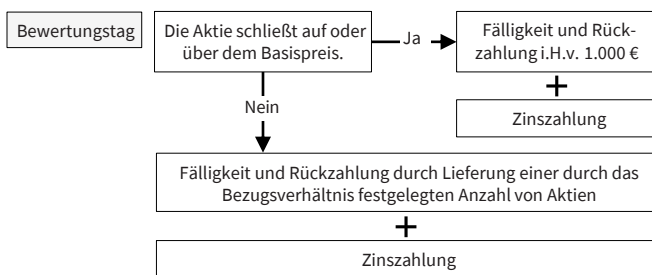 Bewertungstag
Die Aktie schließt auf oder
über dem Basispreis.
Ja
Fälligkeit und Rück-
zahlung i.H.v. 1.000 €
+
Zinszahlung
Nein
Fälligkeit und Rückzahlung durch Lieferung einer durch das
Bezugsverhältnis festgelegten Anzahl von Aktien
+
Zinszahlung